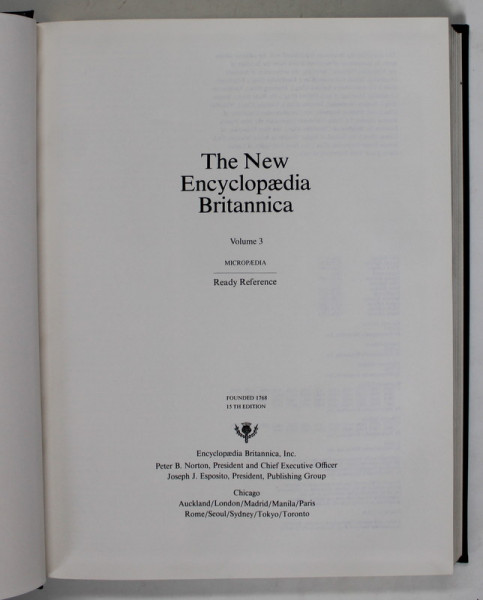 The New
Encyclopædia
Britannica
Volume 3
MICROPÆDIA
Ready Reference
FOUNDED 1768
15 TH EDITION
Encyclopædia Britannica, Inc.
Peter B. Norton, President and Chief Executive Officer
Joseph J. Esposito, President, Publishing Group
Chicago
Auckland/London/Madrid/Manila/Paris
Rome/Seoul/Sydney/Tokyo/Toronto